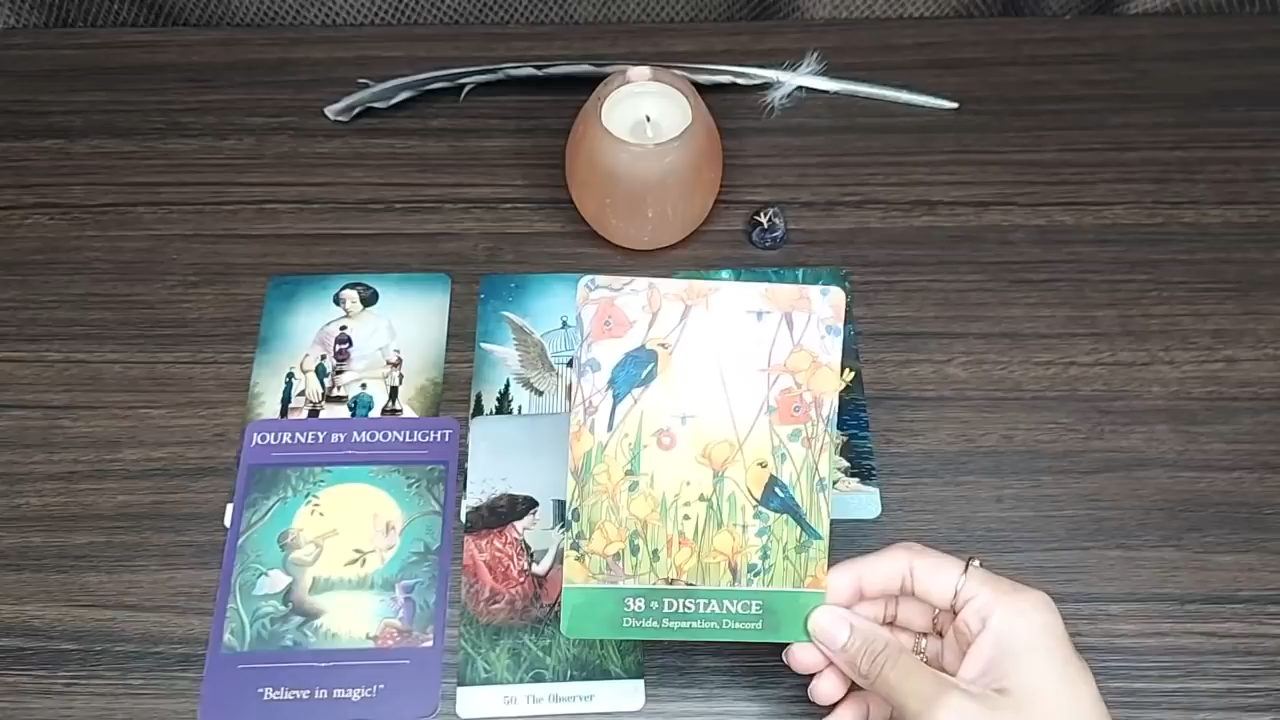 JOURNEY BY MOONLIGHT
"Believe in magic!"
50. The Observer
38 * DISTANCE
Divide, Separation, Discord